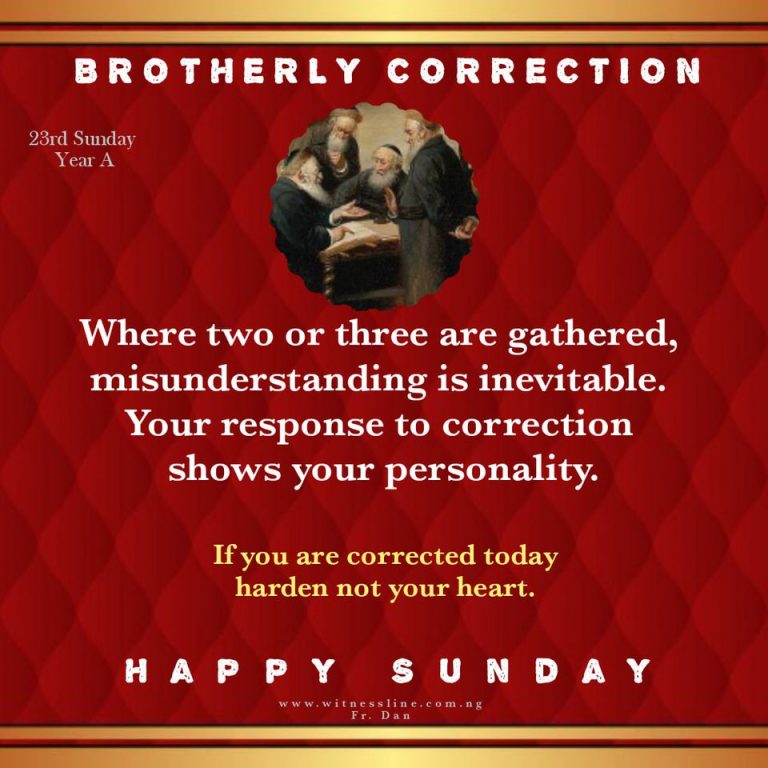 BROTHERLY CORRECTION
23rd Sunday
Year A
Where two or three are gathered,
misunderstanding is inevitable.
Your response to correction
shows your personality.
If you are corrected today
harden not your heart.
HAPPY SUNDAY
www.witnessline.com.ng
Fr. Dan